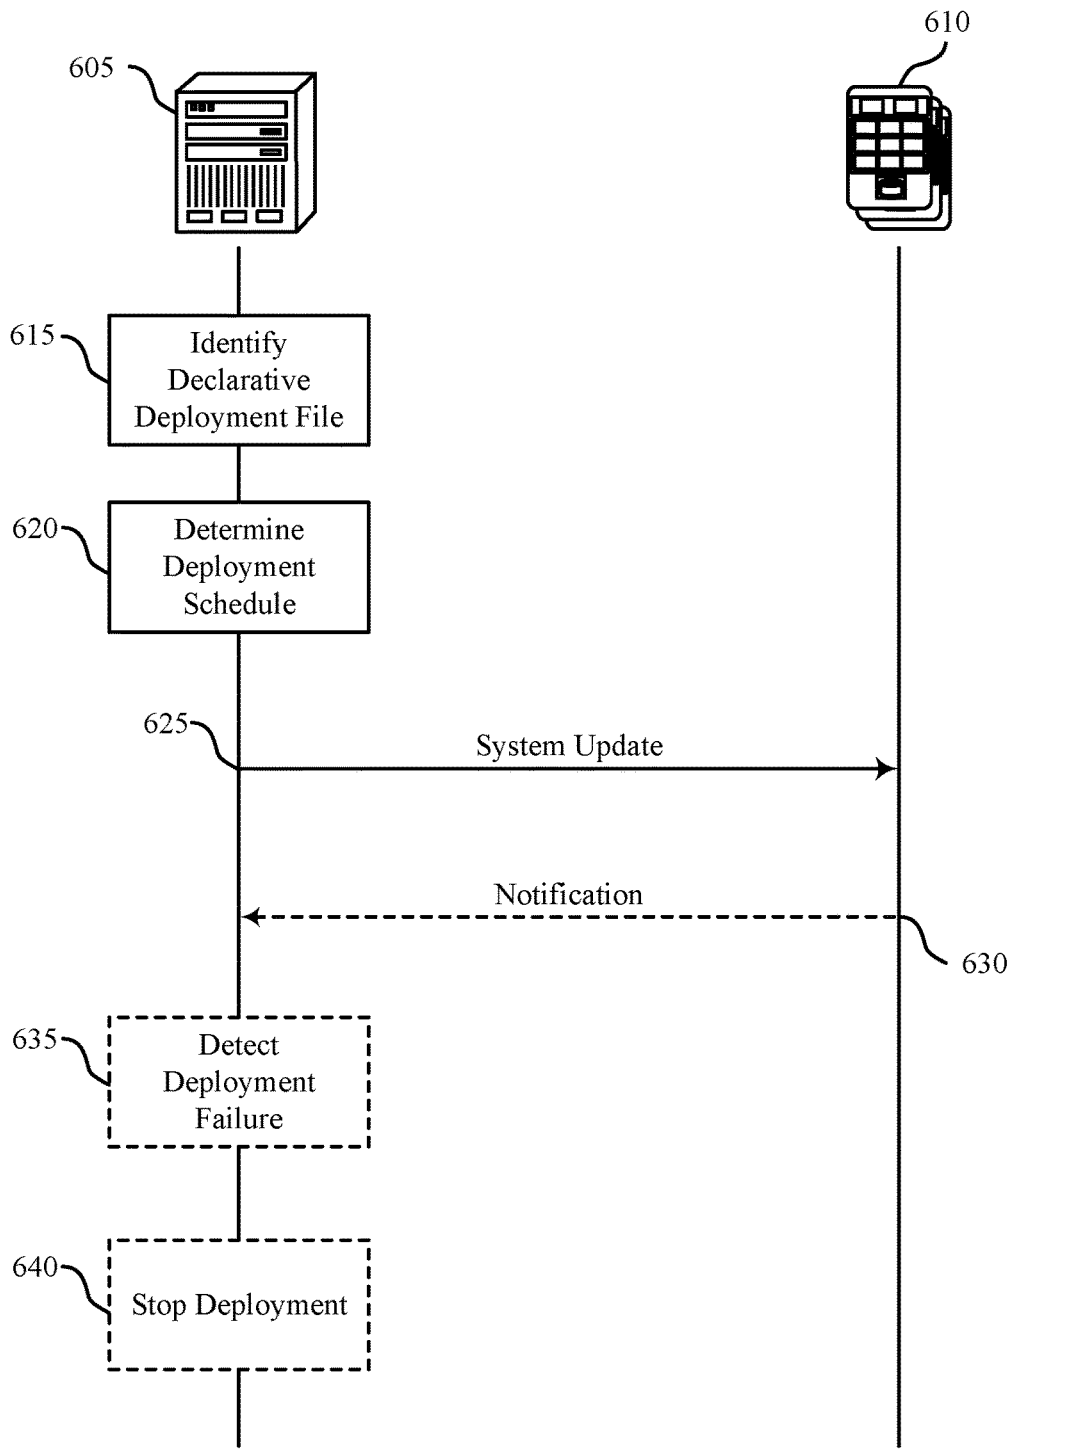 610
605
615
Identify
Declarative
Deployment File
620
Determine
Deployment
Schedule
625
System Update
Notification
630
635
Detect
Deployment
Failure
640
Stop Deployment